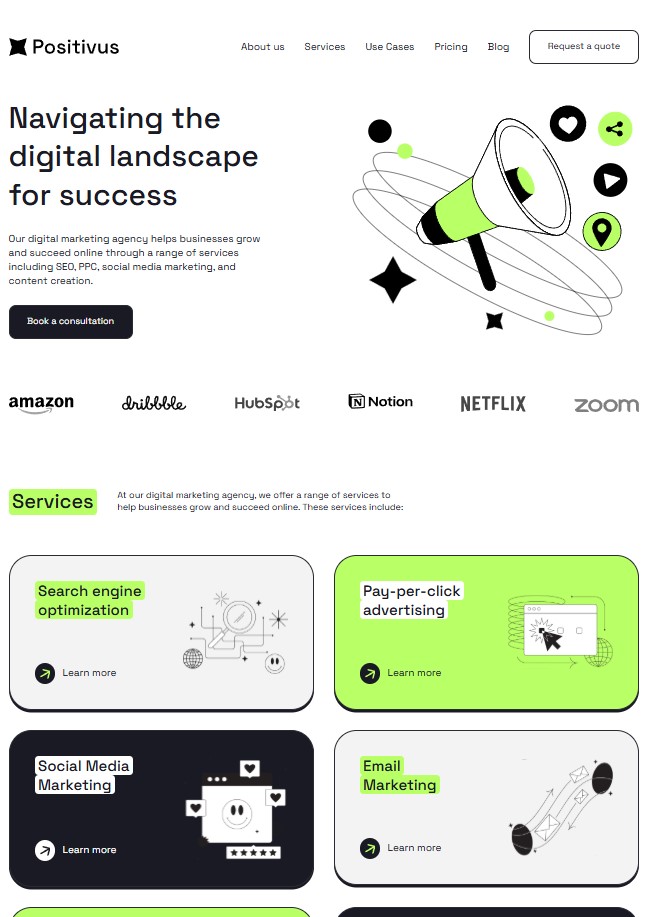 Positivus
About us
Services
Use Cases
Pricing
Blog
Request a quote
Navigating the
digital landscape
for success
Our digital marketing agency helps businesses grow
and succeed online through a range of services
including SEO, PPC, social media marketing, and
content creation.
Book a consultation
amazon
dribbble
HubSpot
Notion
NETFLIX
zoom
Services
At our digital marketing agency, we offer a range of services to
help businesses grow and succeed online. These services include:
Search engine
optimization
Learn more
Pay-per-click
advertising
Learn more
Social Media
Marketing
Learn more
Email
Marketing
Learn more